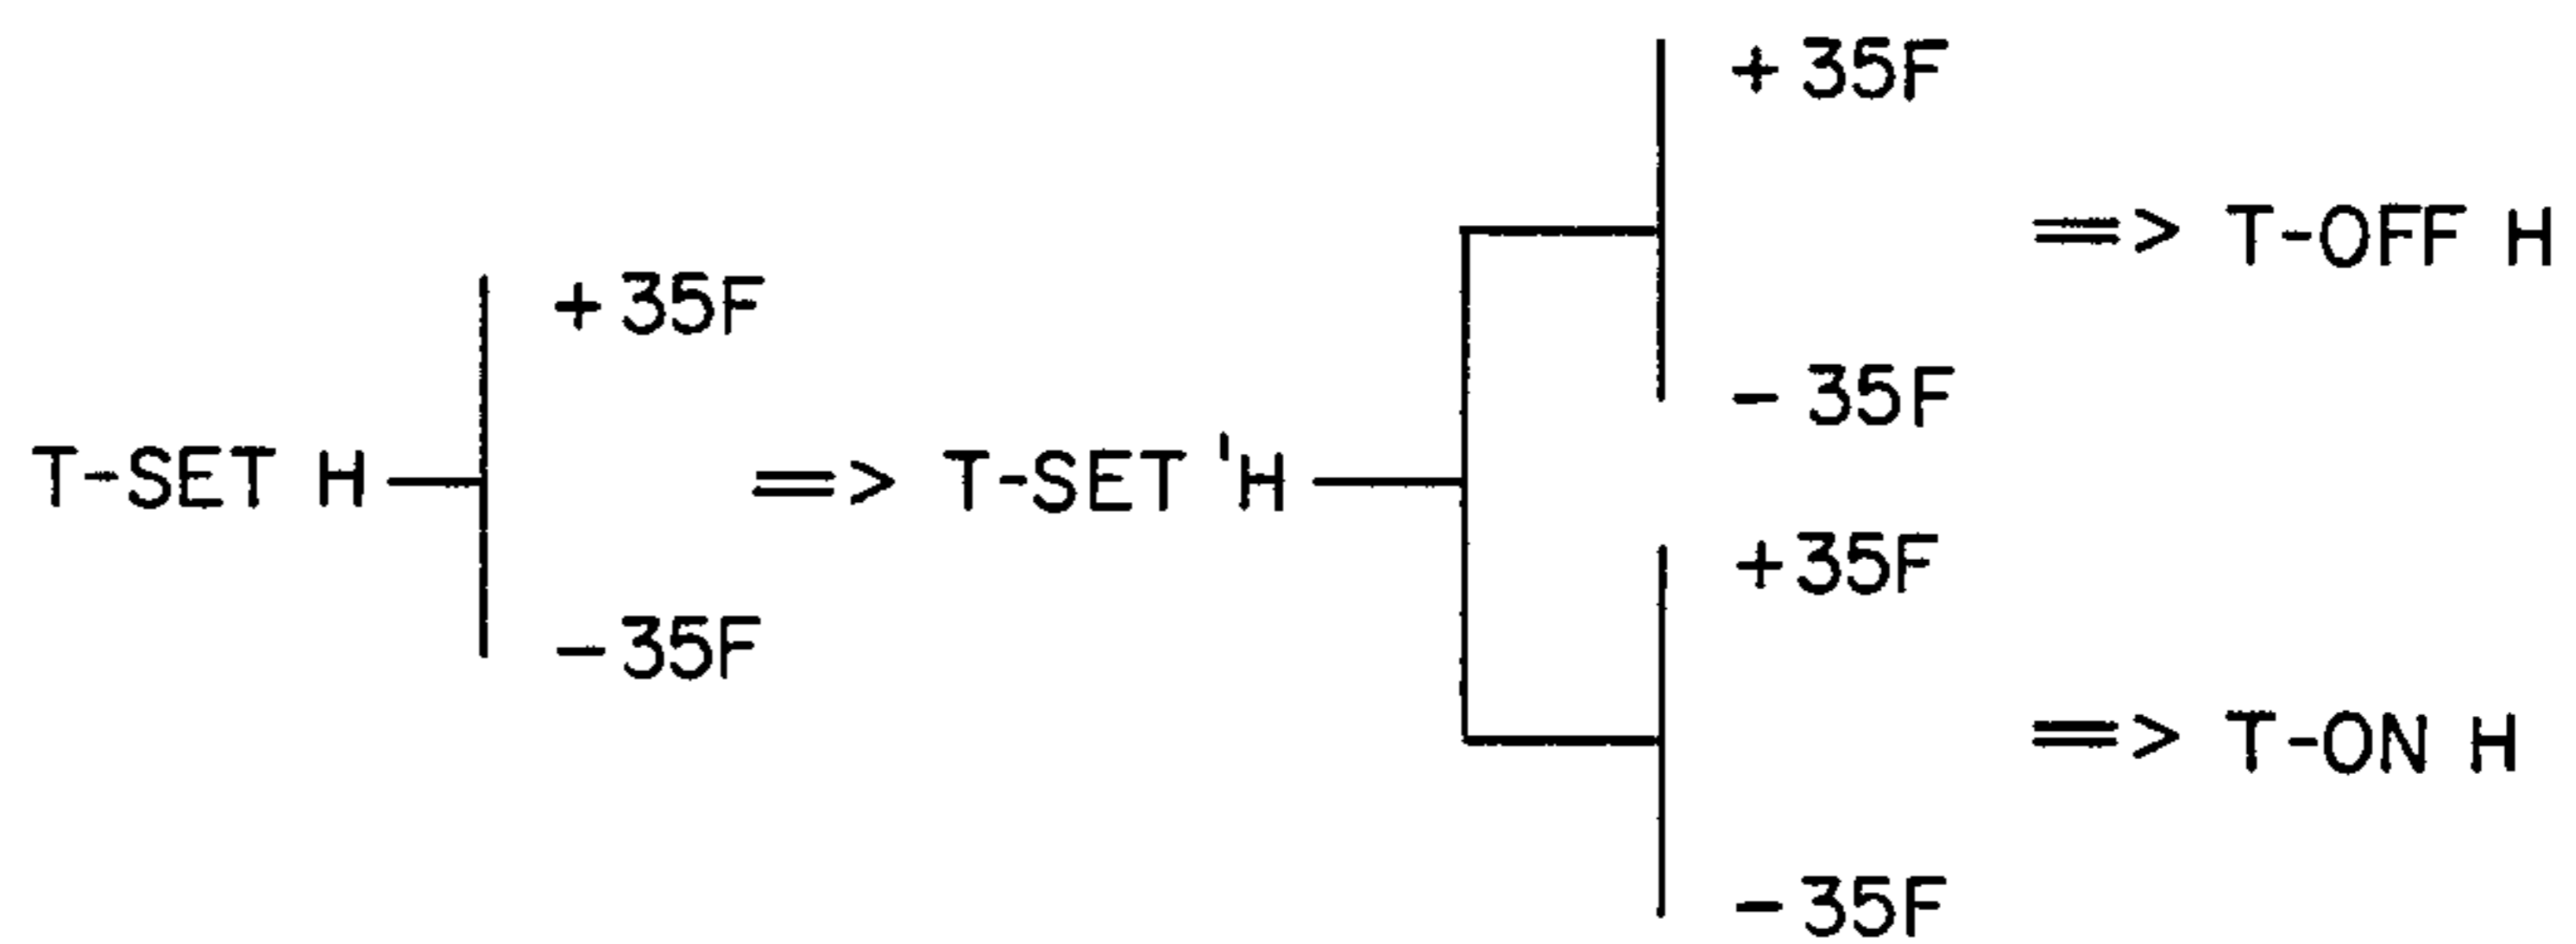 + 35F
=> T-OFF H
+ 35F
- 35F
T-SET H => T-SET 'H
+ 35F
- 35F
=> T-ON H
- 35F